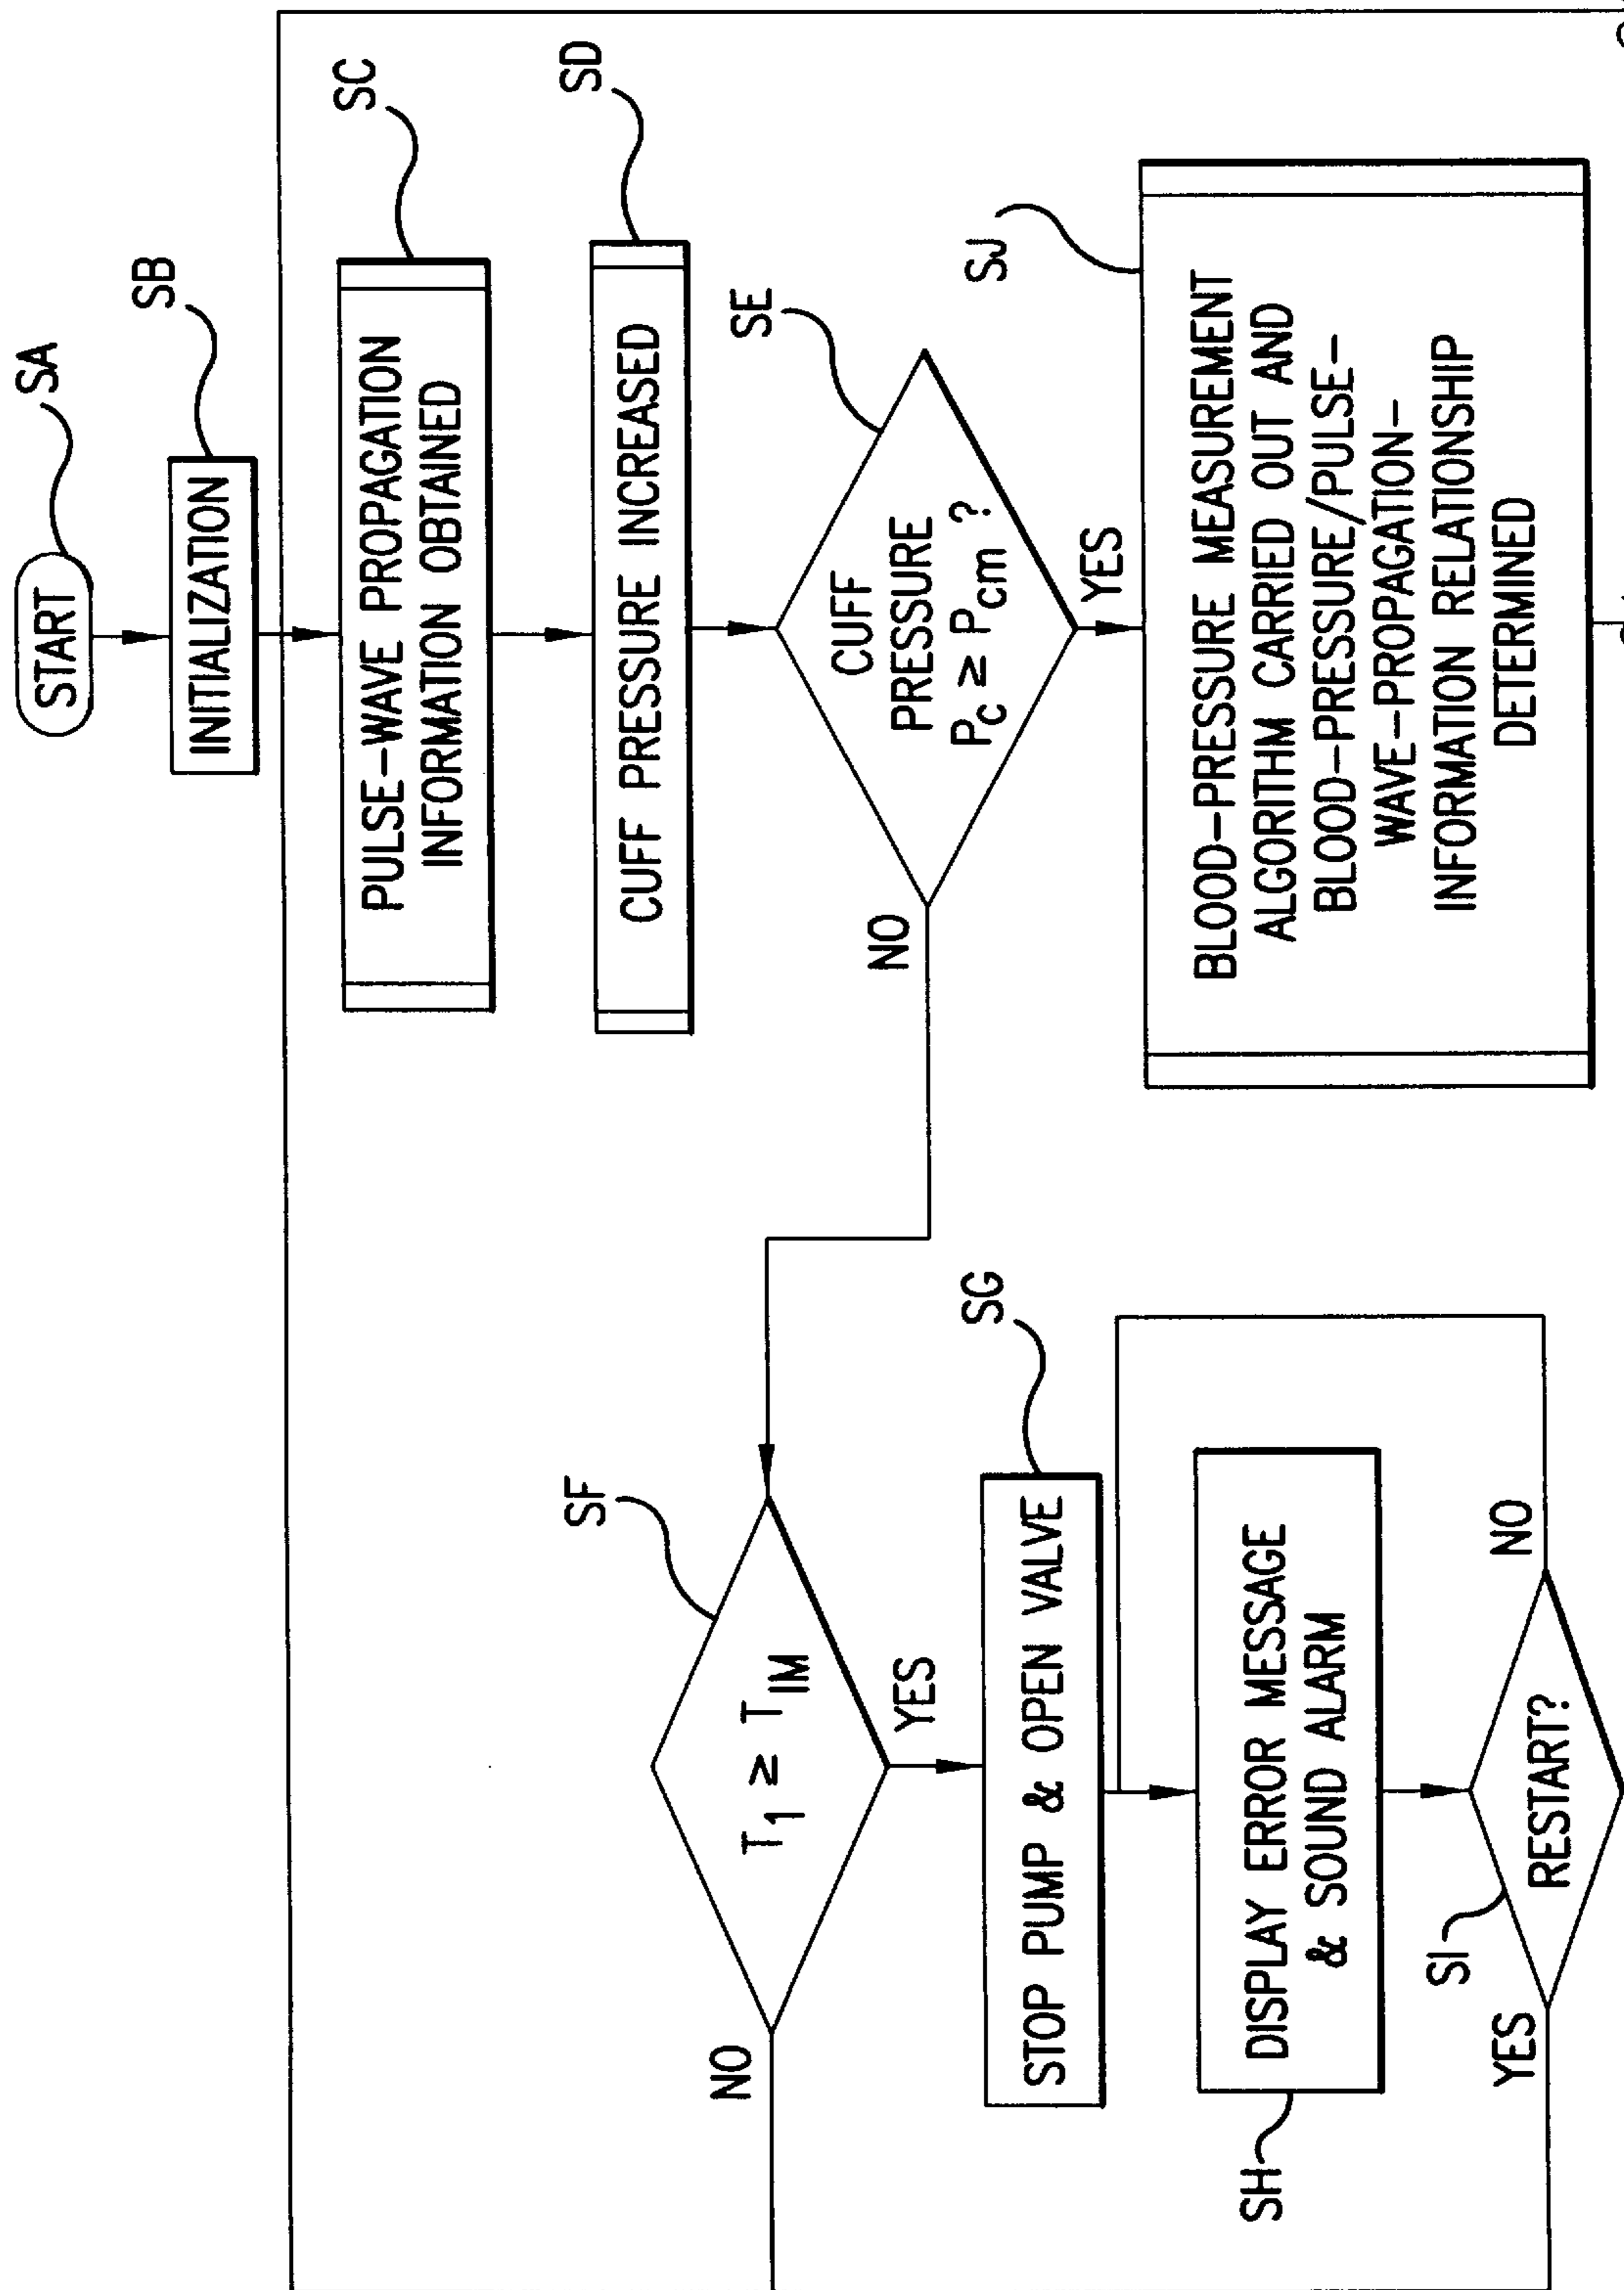 START
SA
INITIALIZATION
SB
PULSE-WAVE PROPAGATION
INFORMATION OBTAINED
SC
CUFF PRESSURE INCREASED
SD
CUFF
PRESSURE
Pc ≥ Pcm ?
SE
NO
YES
BLOOD-PRESSURE MEASUREMENT
ALGORITHM CARRIED OUT AND
BLOOD-PRESSURE/PULSE-
WAVE-PROPAGATION-
INFORMATION RELATIONSHIP
DETERMINED
SJ
T1 ≥ TIM
SF
NO
YES
STOP PUMP & OPEN VALVE
SG
DISPLAY ERROR MESSAGE
& SOUND ALARM
SH
RESTART?
SI
YES
NO